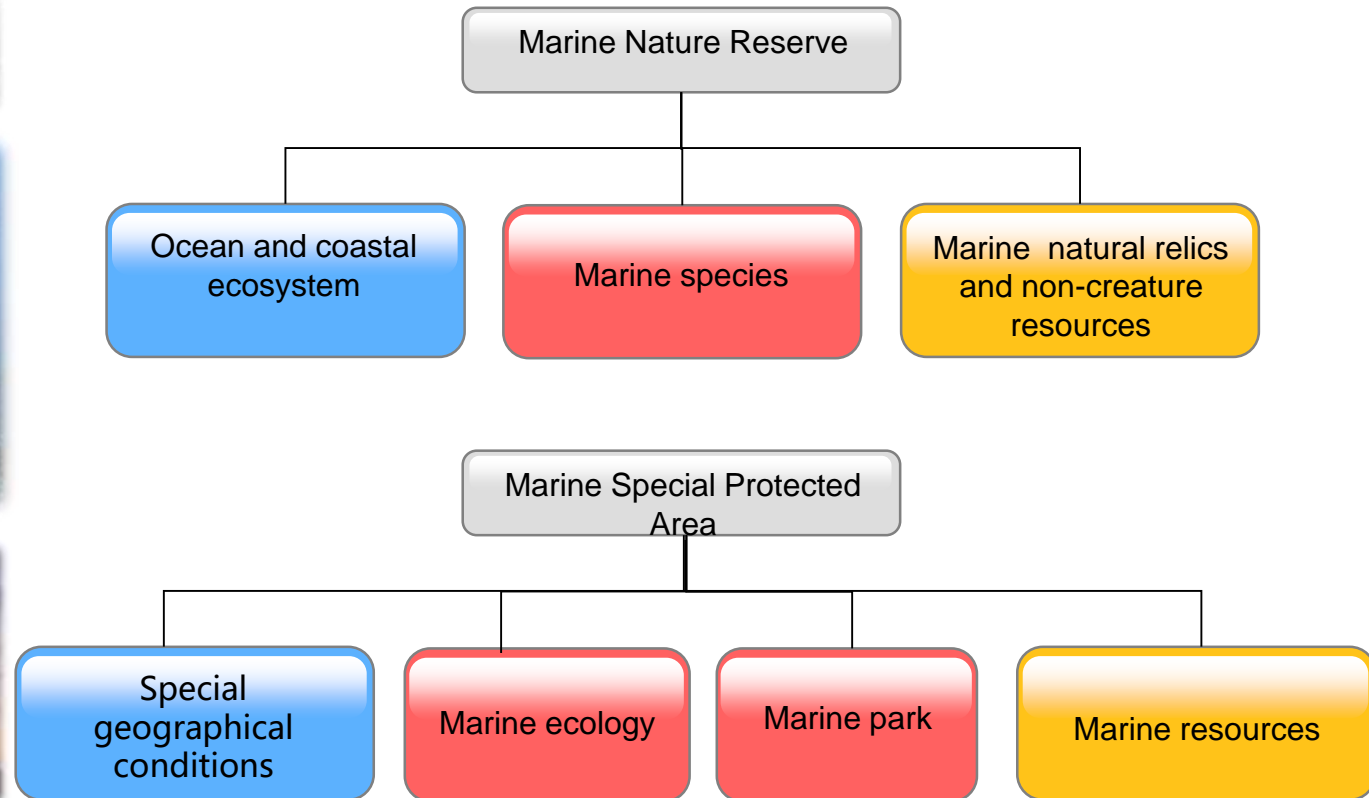 Marine Nature Reserve
Ocean and coastal
ecosystem
Marine species
Marine natural relics
and non-creature
resources
Marine Special Protected
Area
Special
geographical
conditions
Marine ecology
Marine park
Marine resources